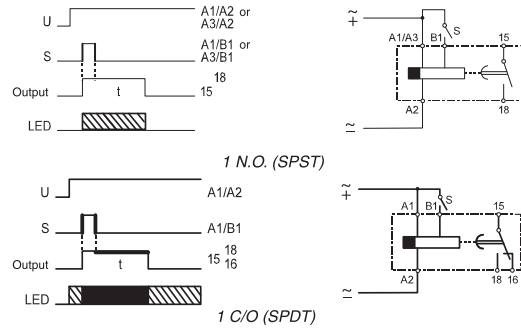 U A1/A2 or
A3/A2
S A1/B1 or
A3/B1
Output t 15 18
LED
~ +
S
A1/A3 B1 15
A2 18
~ –
1 N.O. (SPST)
U A1/A2
S A1/B1
Output t 15 18
16
LED
~ +
S
A1 B1 15
A2 18 16
~ –
1 C/O (SPDT)